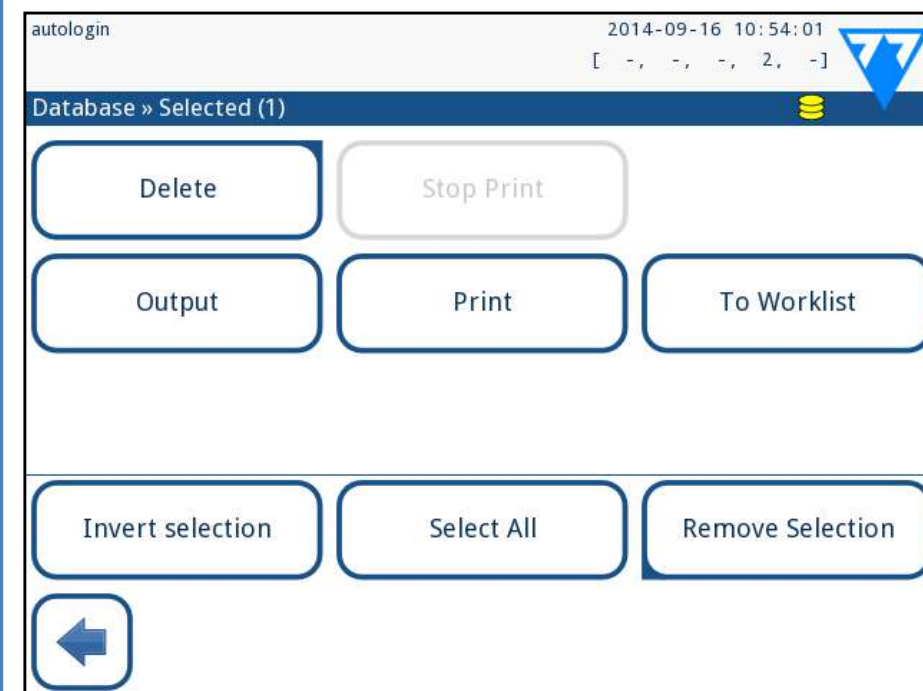 autologin 2014-09-16 10:54:01
[ -, -, -, 2, -]
Database » Selected (1)
Delete Stop Print
Output Print To Worklist
Invert selection Select All Remove Selection